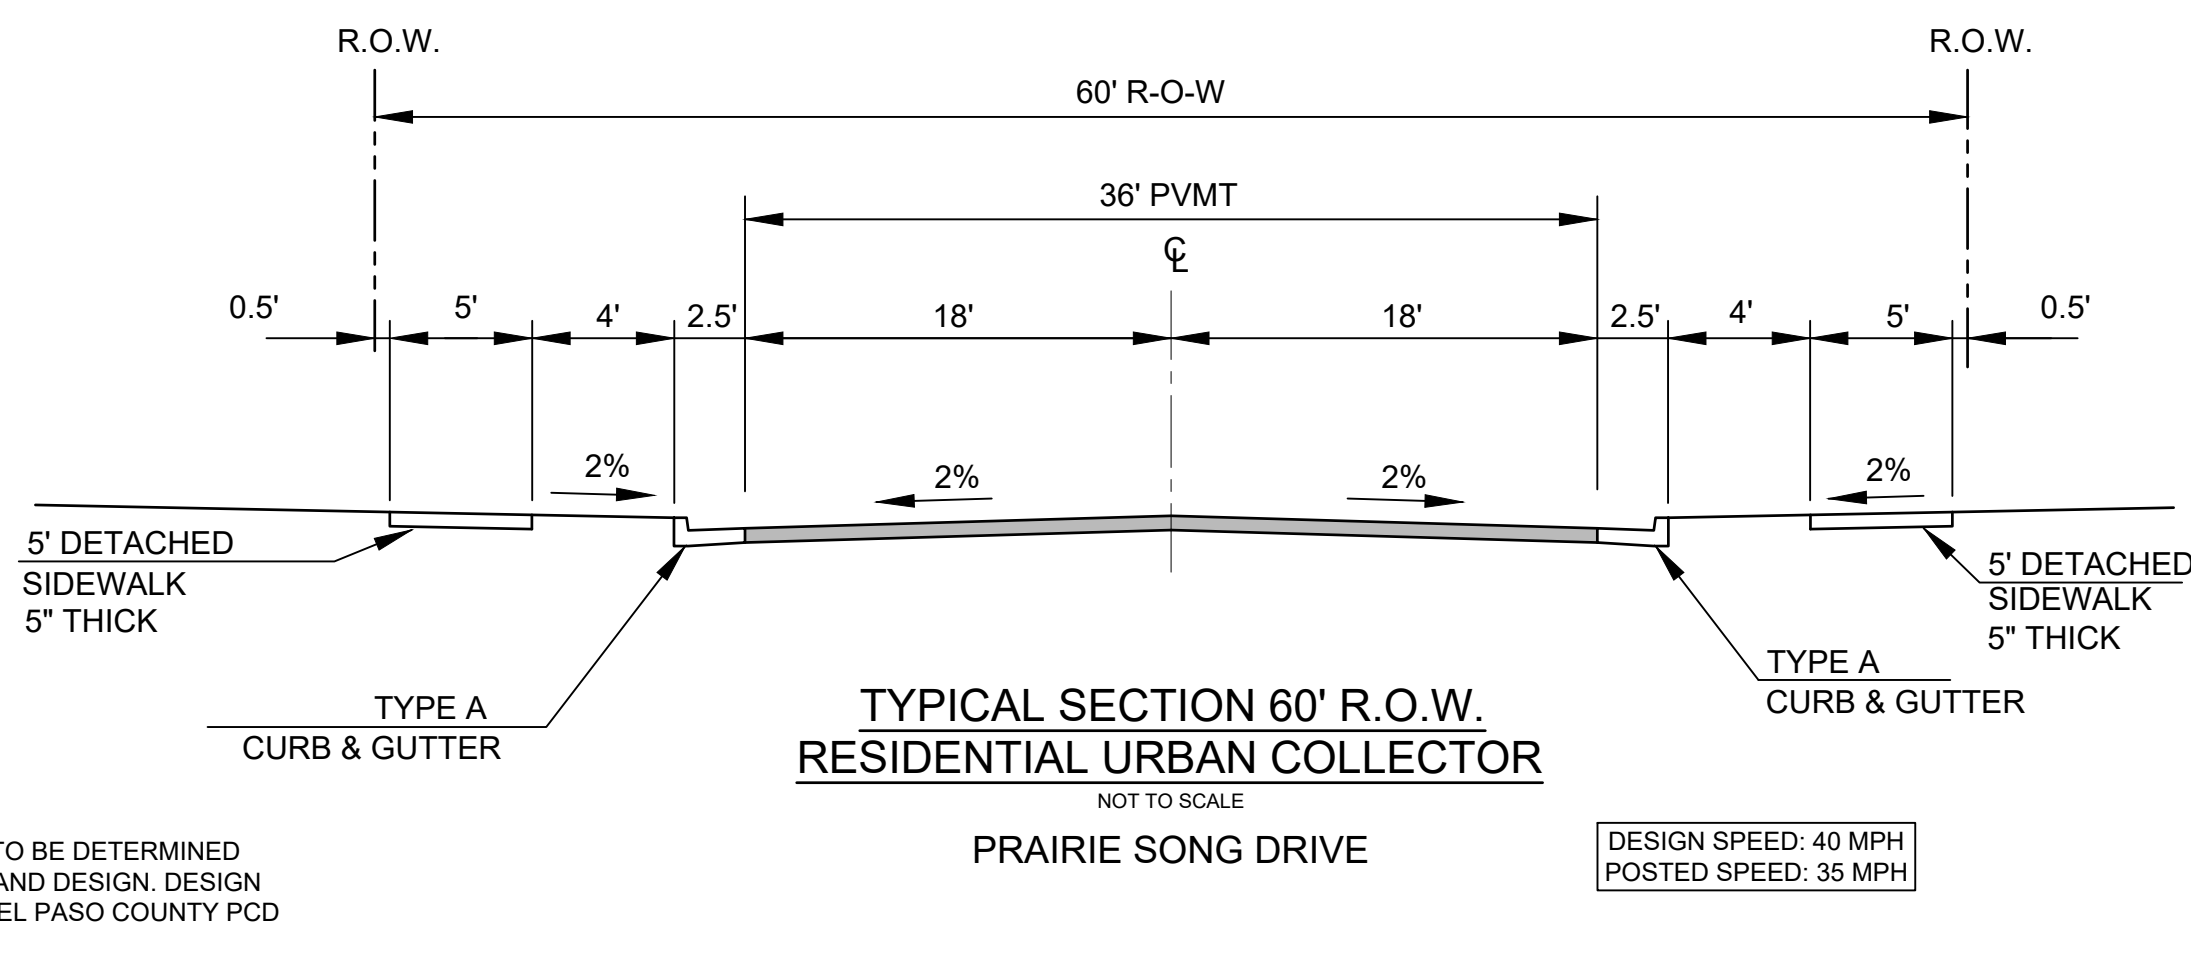 R.O.W.
R.O.W.
60' R-O-W
36' PVMT
℄
0.5'
5'
4'
2.5'
18'
18'
2.5'
4'
5'
0.5'
2%
2%
2%
2%
5' DETACHED
SIDEWALK
5" THICK
5' DETACHED
SIDEWALK
5" THICK
TYPE A
CURB & GUTTER
TYPE A
CURB & GUTTER
TYPICAL SECTION 60' R.O.W.
RESIDENTIAL URBAN COLLECTOR
NOT TO SCALE
PRAIRIE SONG DRIVE
DESIGN SPEED: 40 MPH
POSTED SPEED: 35 MPH
TO BE DETERMINED
AND DESIGN. DESIGN
EL PASO COUNTY PCD